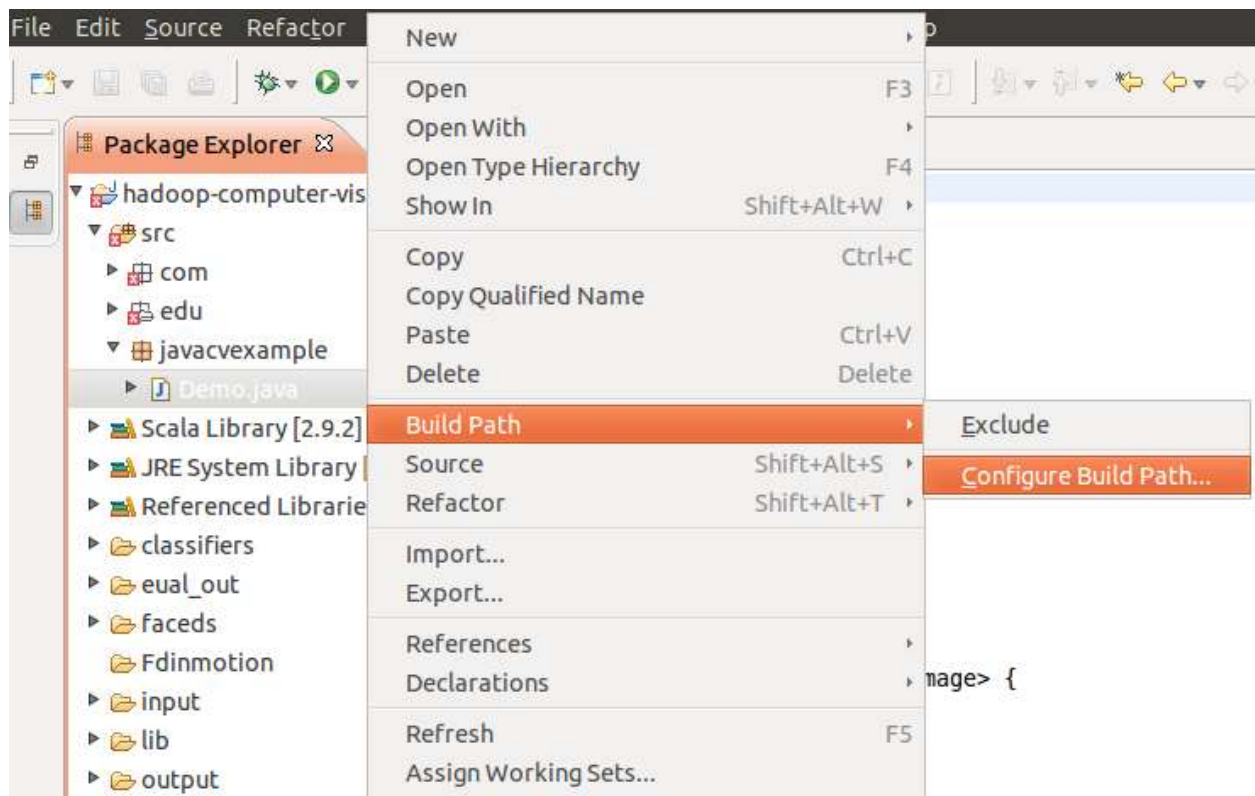 File Edit Source Refactor
Package Explorer
hadoop-computer-vis
src
com
edu
javacvexample
Demo.java
Scala Library [2.9.2]
JRE System Library [
Referenced Librarie
classifiers
eual_out
faceds
Fdinmotion
input
lib
output
New
Open F3
Open With
Open Type Hierarchy F4
Show In Shift+Alt+W
Copy Ctrl+C
Copy Qualified Name
Paste Ctrl+V
Delete Delete
Build Path
Source Shift+Alt+S
Refactor Shift+Alt+T
Import...
Export...
References
Declarations
Refresh F5
Assign Working Sets...
Exclude
Configure Build Path...
mage> {